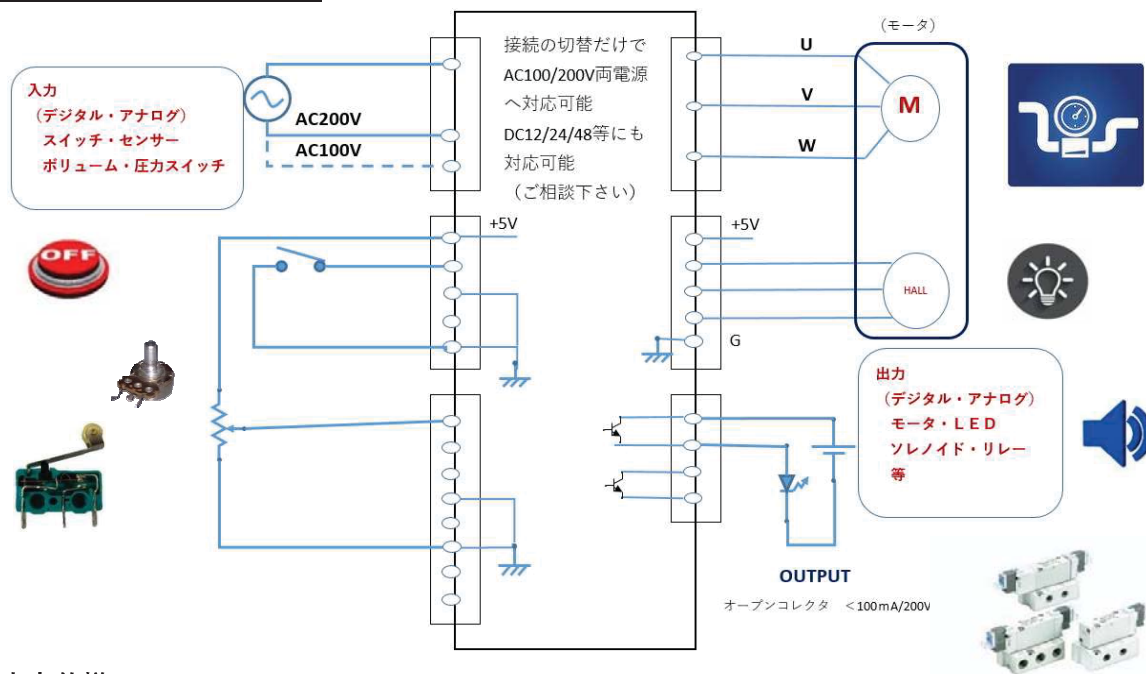 接続の切替だけで
AC100/200V両電源
へ対応可能
DC12/24/48等にも
対応可能
（ご相談下さい）
入力
（デジタル・アナログ）
スイッチ・センサー
ボリューム・圧力スイッチ
AC200V
AC100V
OFF
+5V
（モータ）
U
V
W
M
+5V
HALL
G
出力
（デジタル・アナログ）
モータ・ＬＥＤ
ソレノイド・リレー
等
OUTPUT
オープンコレクタ　＜100mA/200V